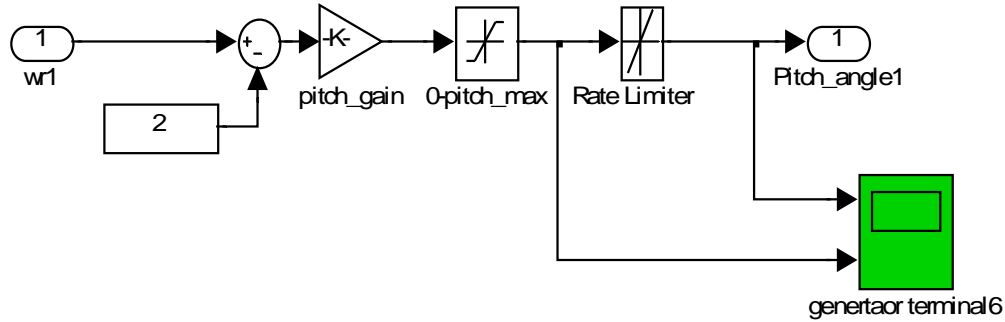 1
wr1
+
-
-K-
pitch_gain
0-pitch_max
Rate Limiter
1
Pitch_angle1
2
genertaor terminal6